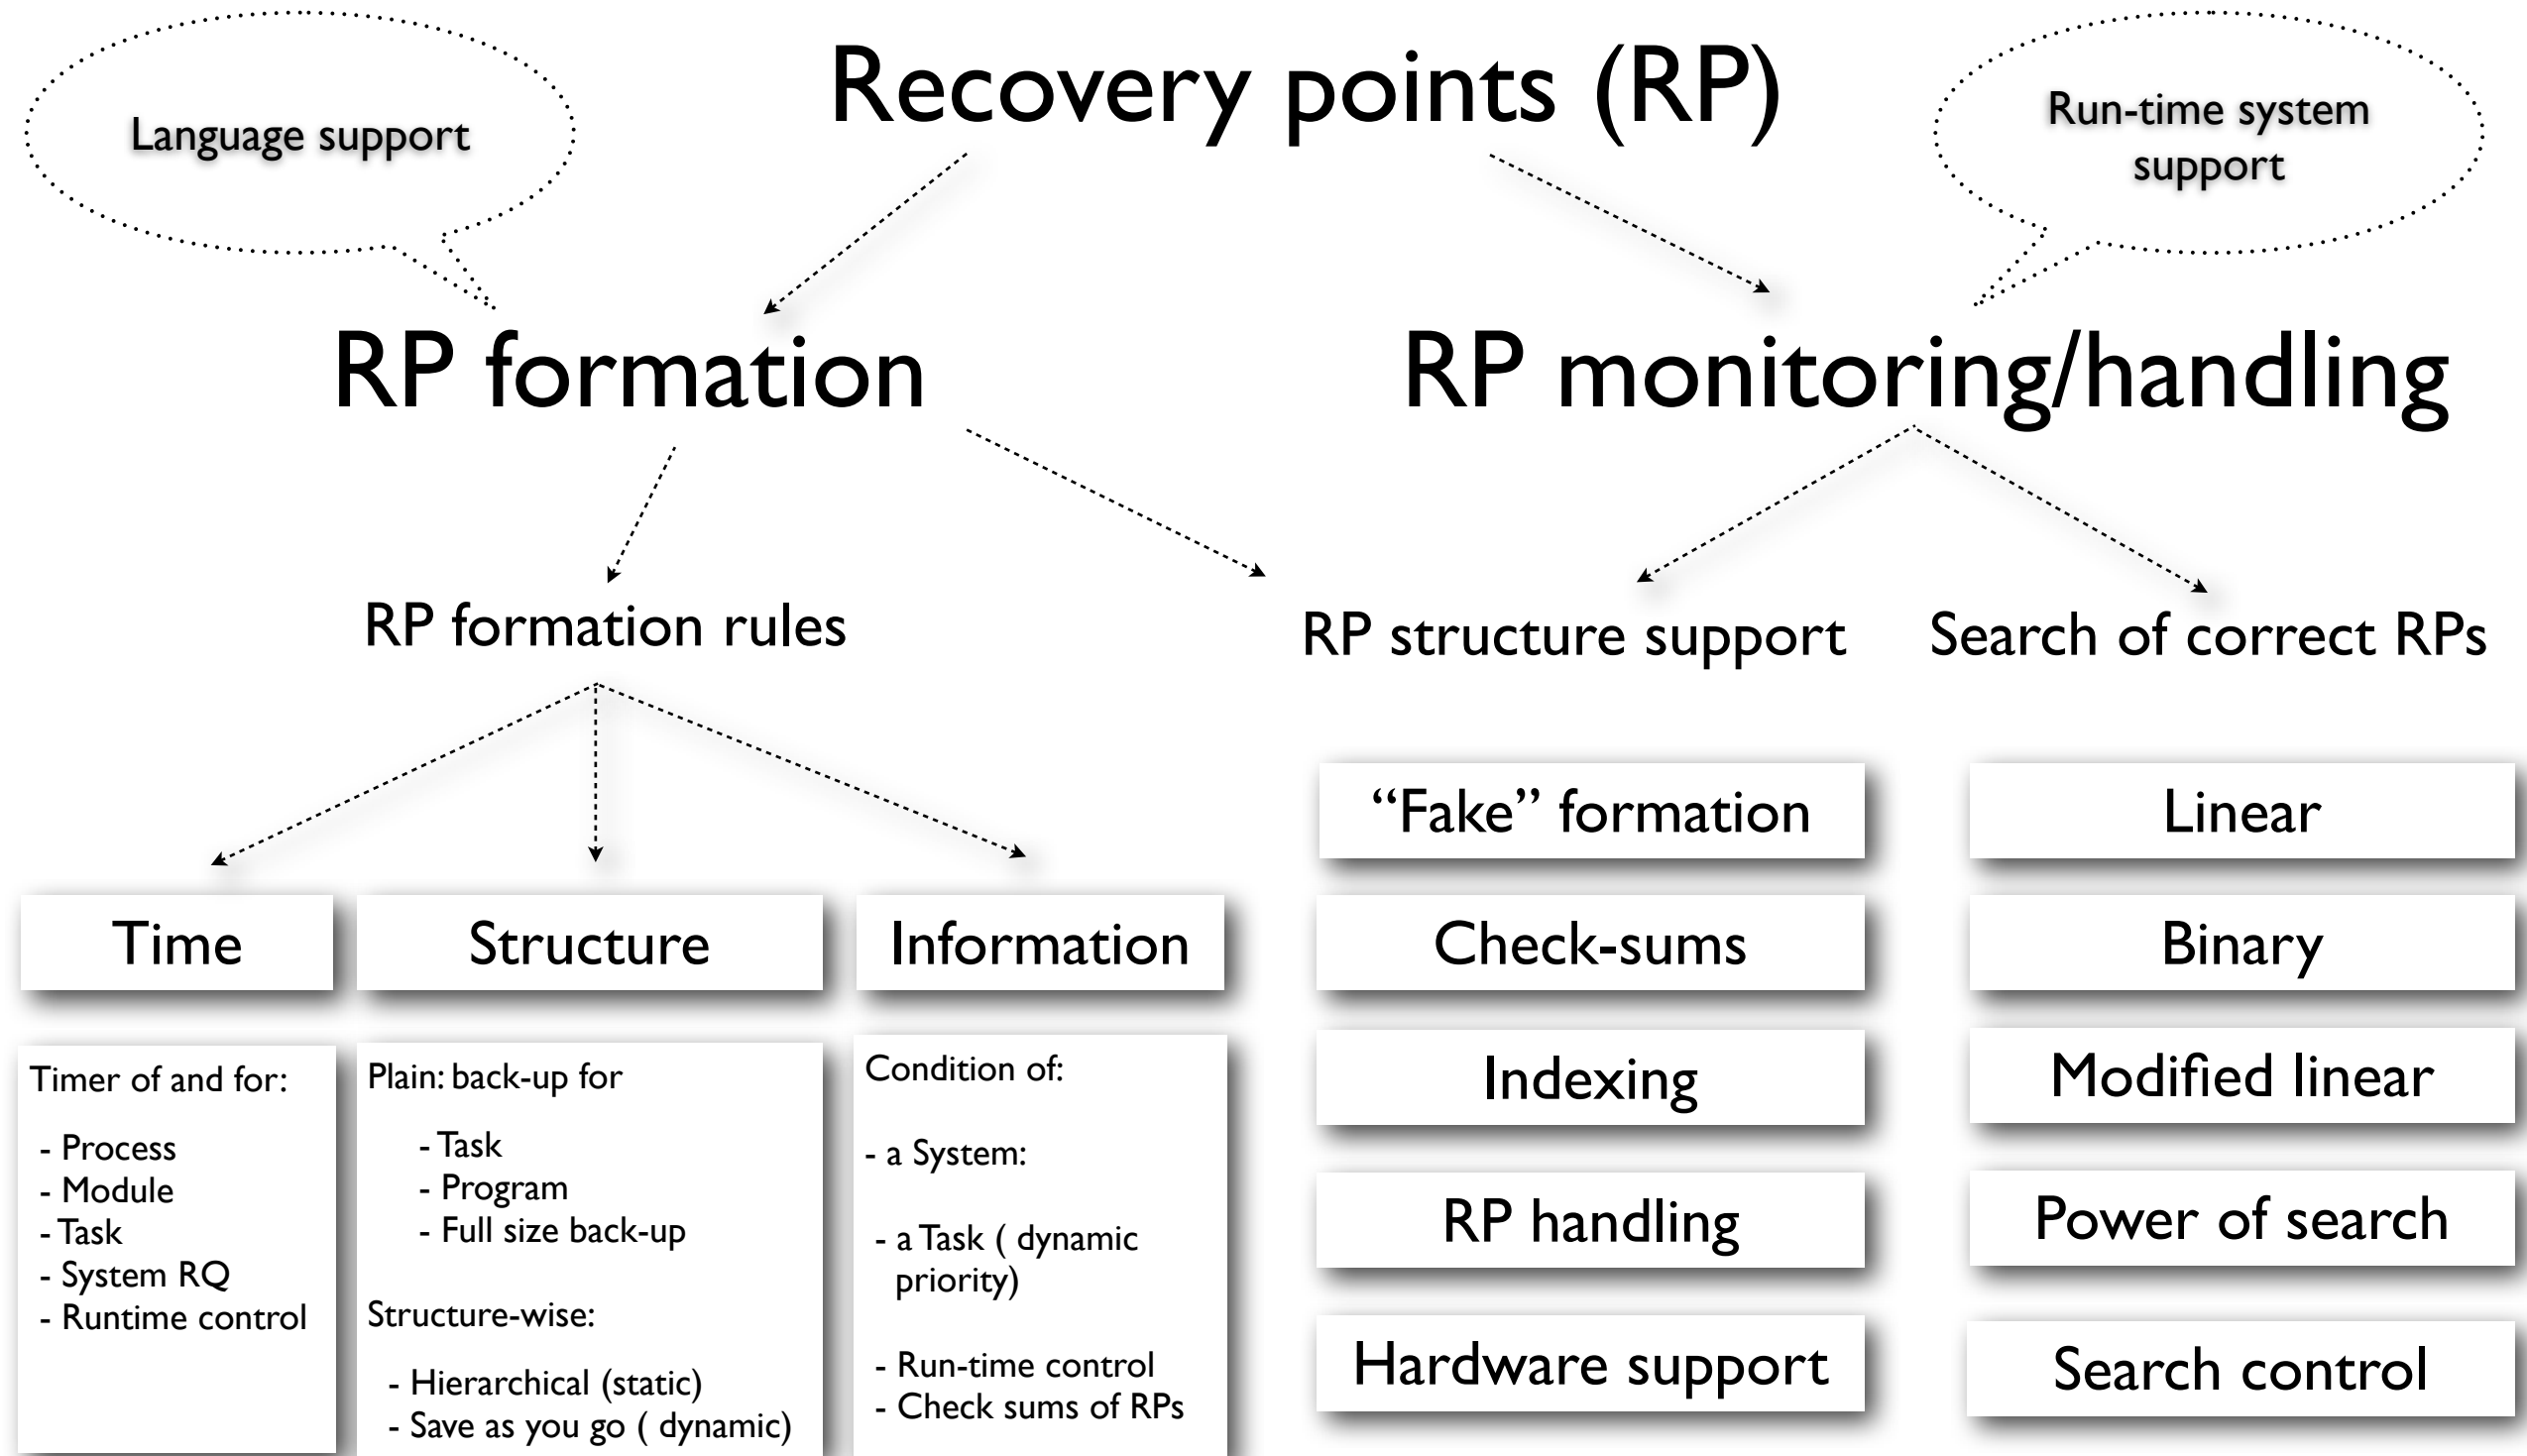 Recovery points (RP)
Language support
Run-time system
support
RP formation
RP monitoring/handling
RP formation rules
RP structure support
Search of correct RPs
Time
Structure
Information
Timer of and for:
- Process
- Module
- Task
- System RQ
- Runtime control
Plain: back-up for
- Task
- Program
- Full size back-up
Structure-wise:
- Hierarchical (static)
- Save as you go ( dynamic)
Condition of:
- a System:
- a Task ( dynamic
priority)
- Run-time control
- Check sums of RPs
“Fake” formation
Check-sums
Indexing
RP handling
Hardware support
Linear
Binary
Modified linear
Power of search
Search control